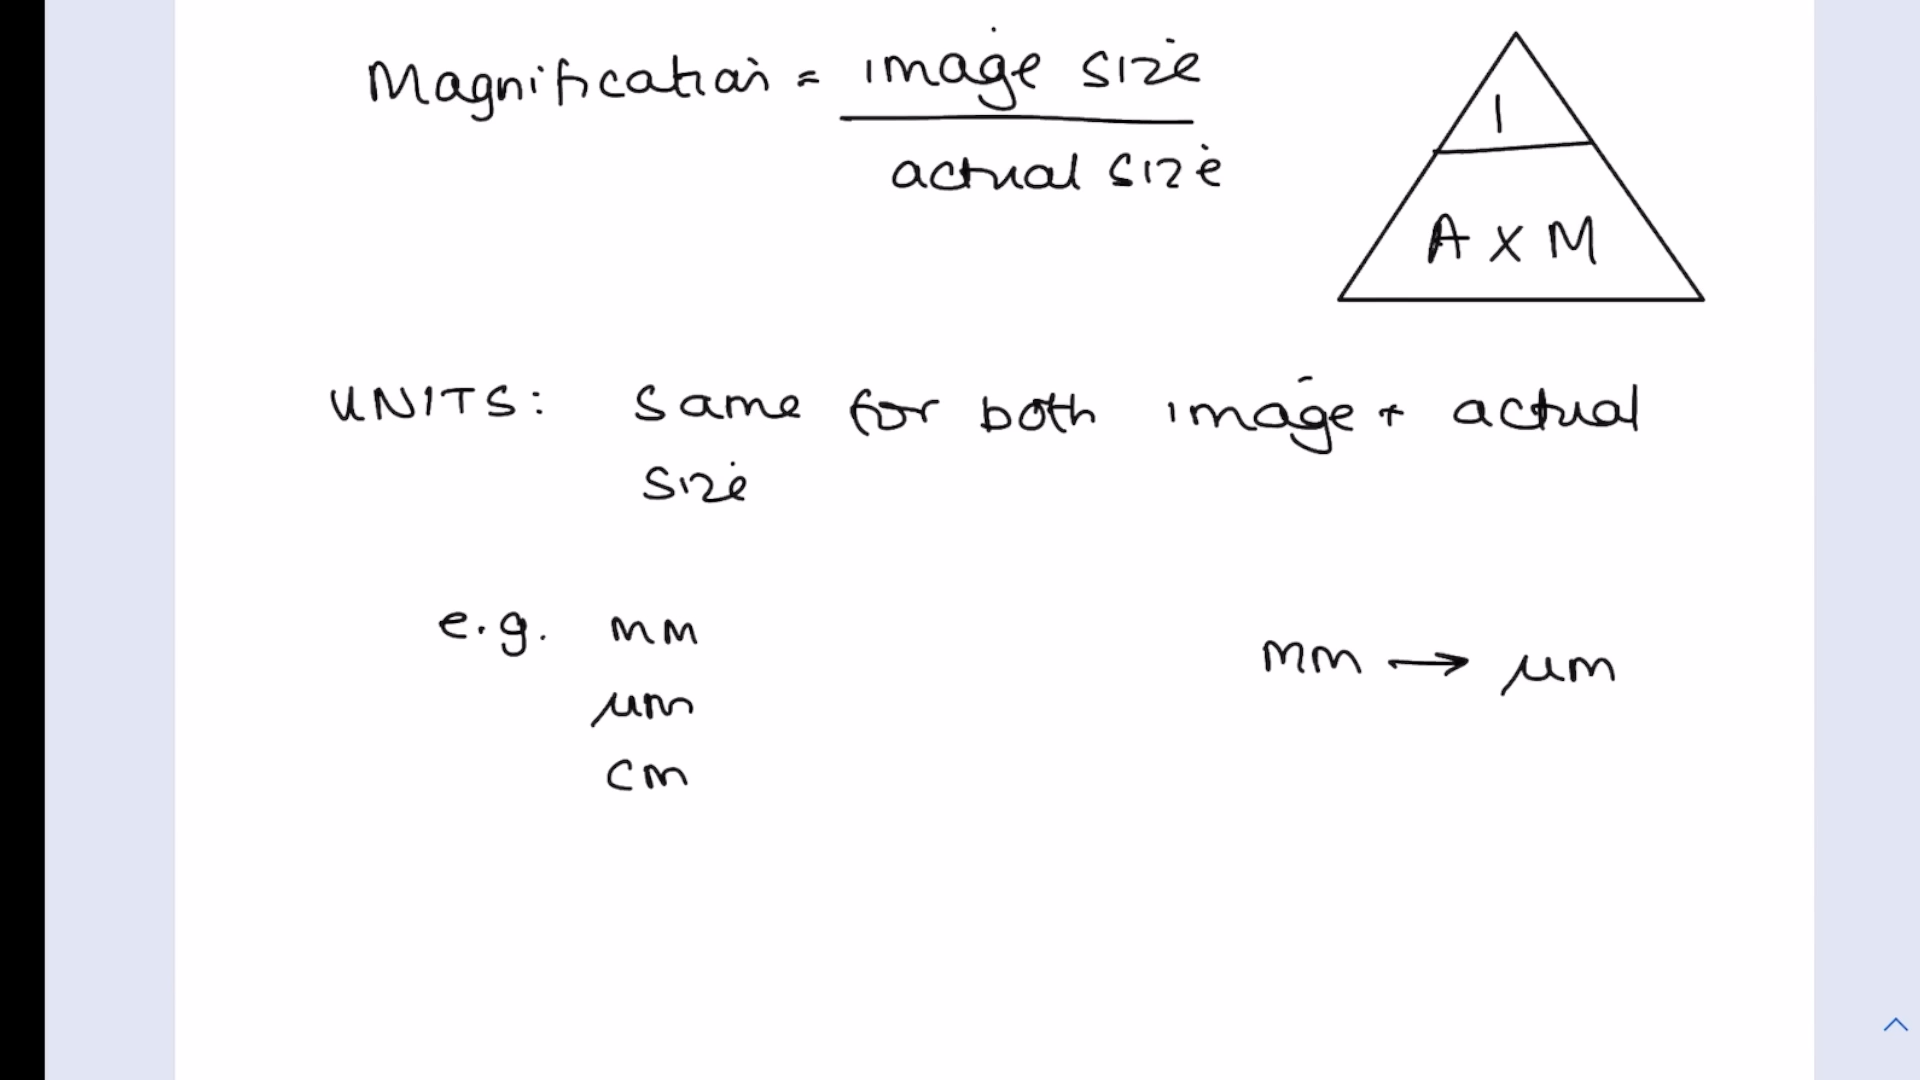 Magnification = image size
actual size
I
A x M
UNITS: same for both image + actual
size
e.g. mm
μm
cm
mm → μm